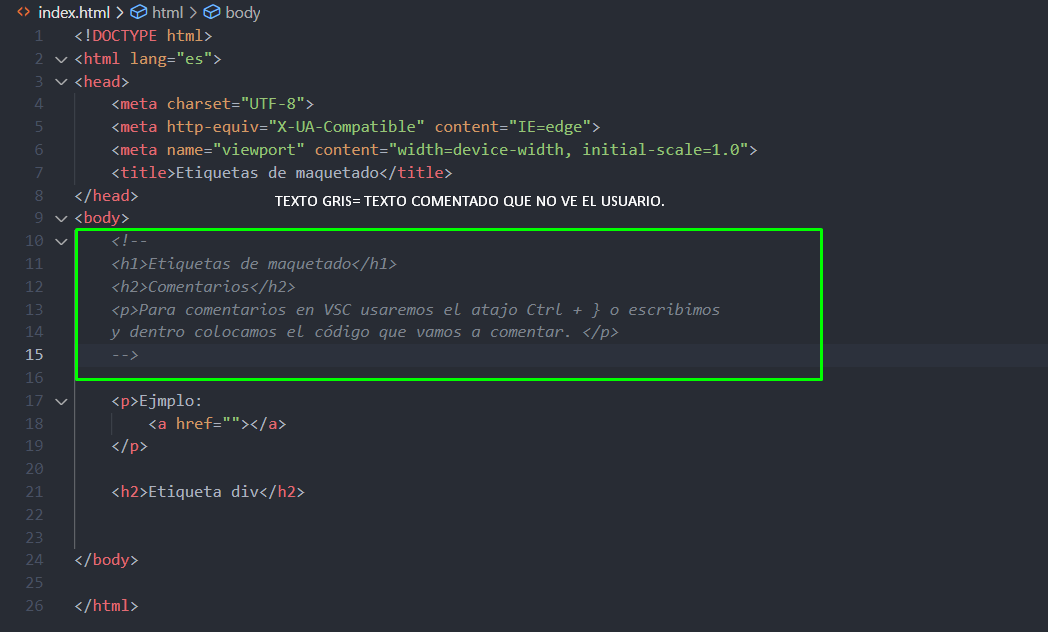 index.html > html > body
1 <!DOCTYPE html>
2 <html lang="es">
3 <head>
4 <meta charset="UTF-8">
5 <meta http-equiv="X-UA-Compatible" content="IE=edge">
6 <meta name="viewport" content="width=device-width, initial-scale=1.0">
7 <title>Etiquetas de maquetado</title>
8 </head>
TEXTO GRIS= TEXTO COMENTADO QUE NO VE EL USUARIO.
9 <body>
10 <!--
11 <h1>Etiquetas de maquetado</h1>
12 <h2>Comentarios</h2>
13 <p>Para comentarios en VSC usaremos el atajo Ctrl + } o escribimos
14 y dentro colocamos el código que vamos a comentar. </p>
15 -->
16
17 <p>Ejmplo:
18 <a href=""></a>
19 </p>
20
21 <h2>Etiqueta div</h2>
22
23
24 </body>
25
26 </html>